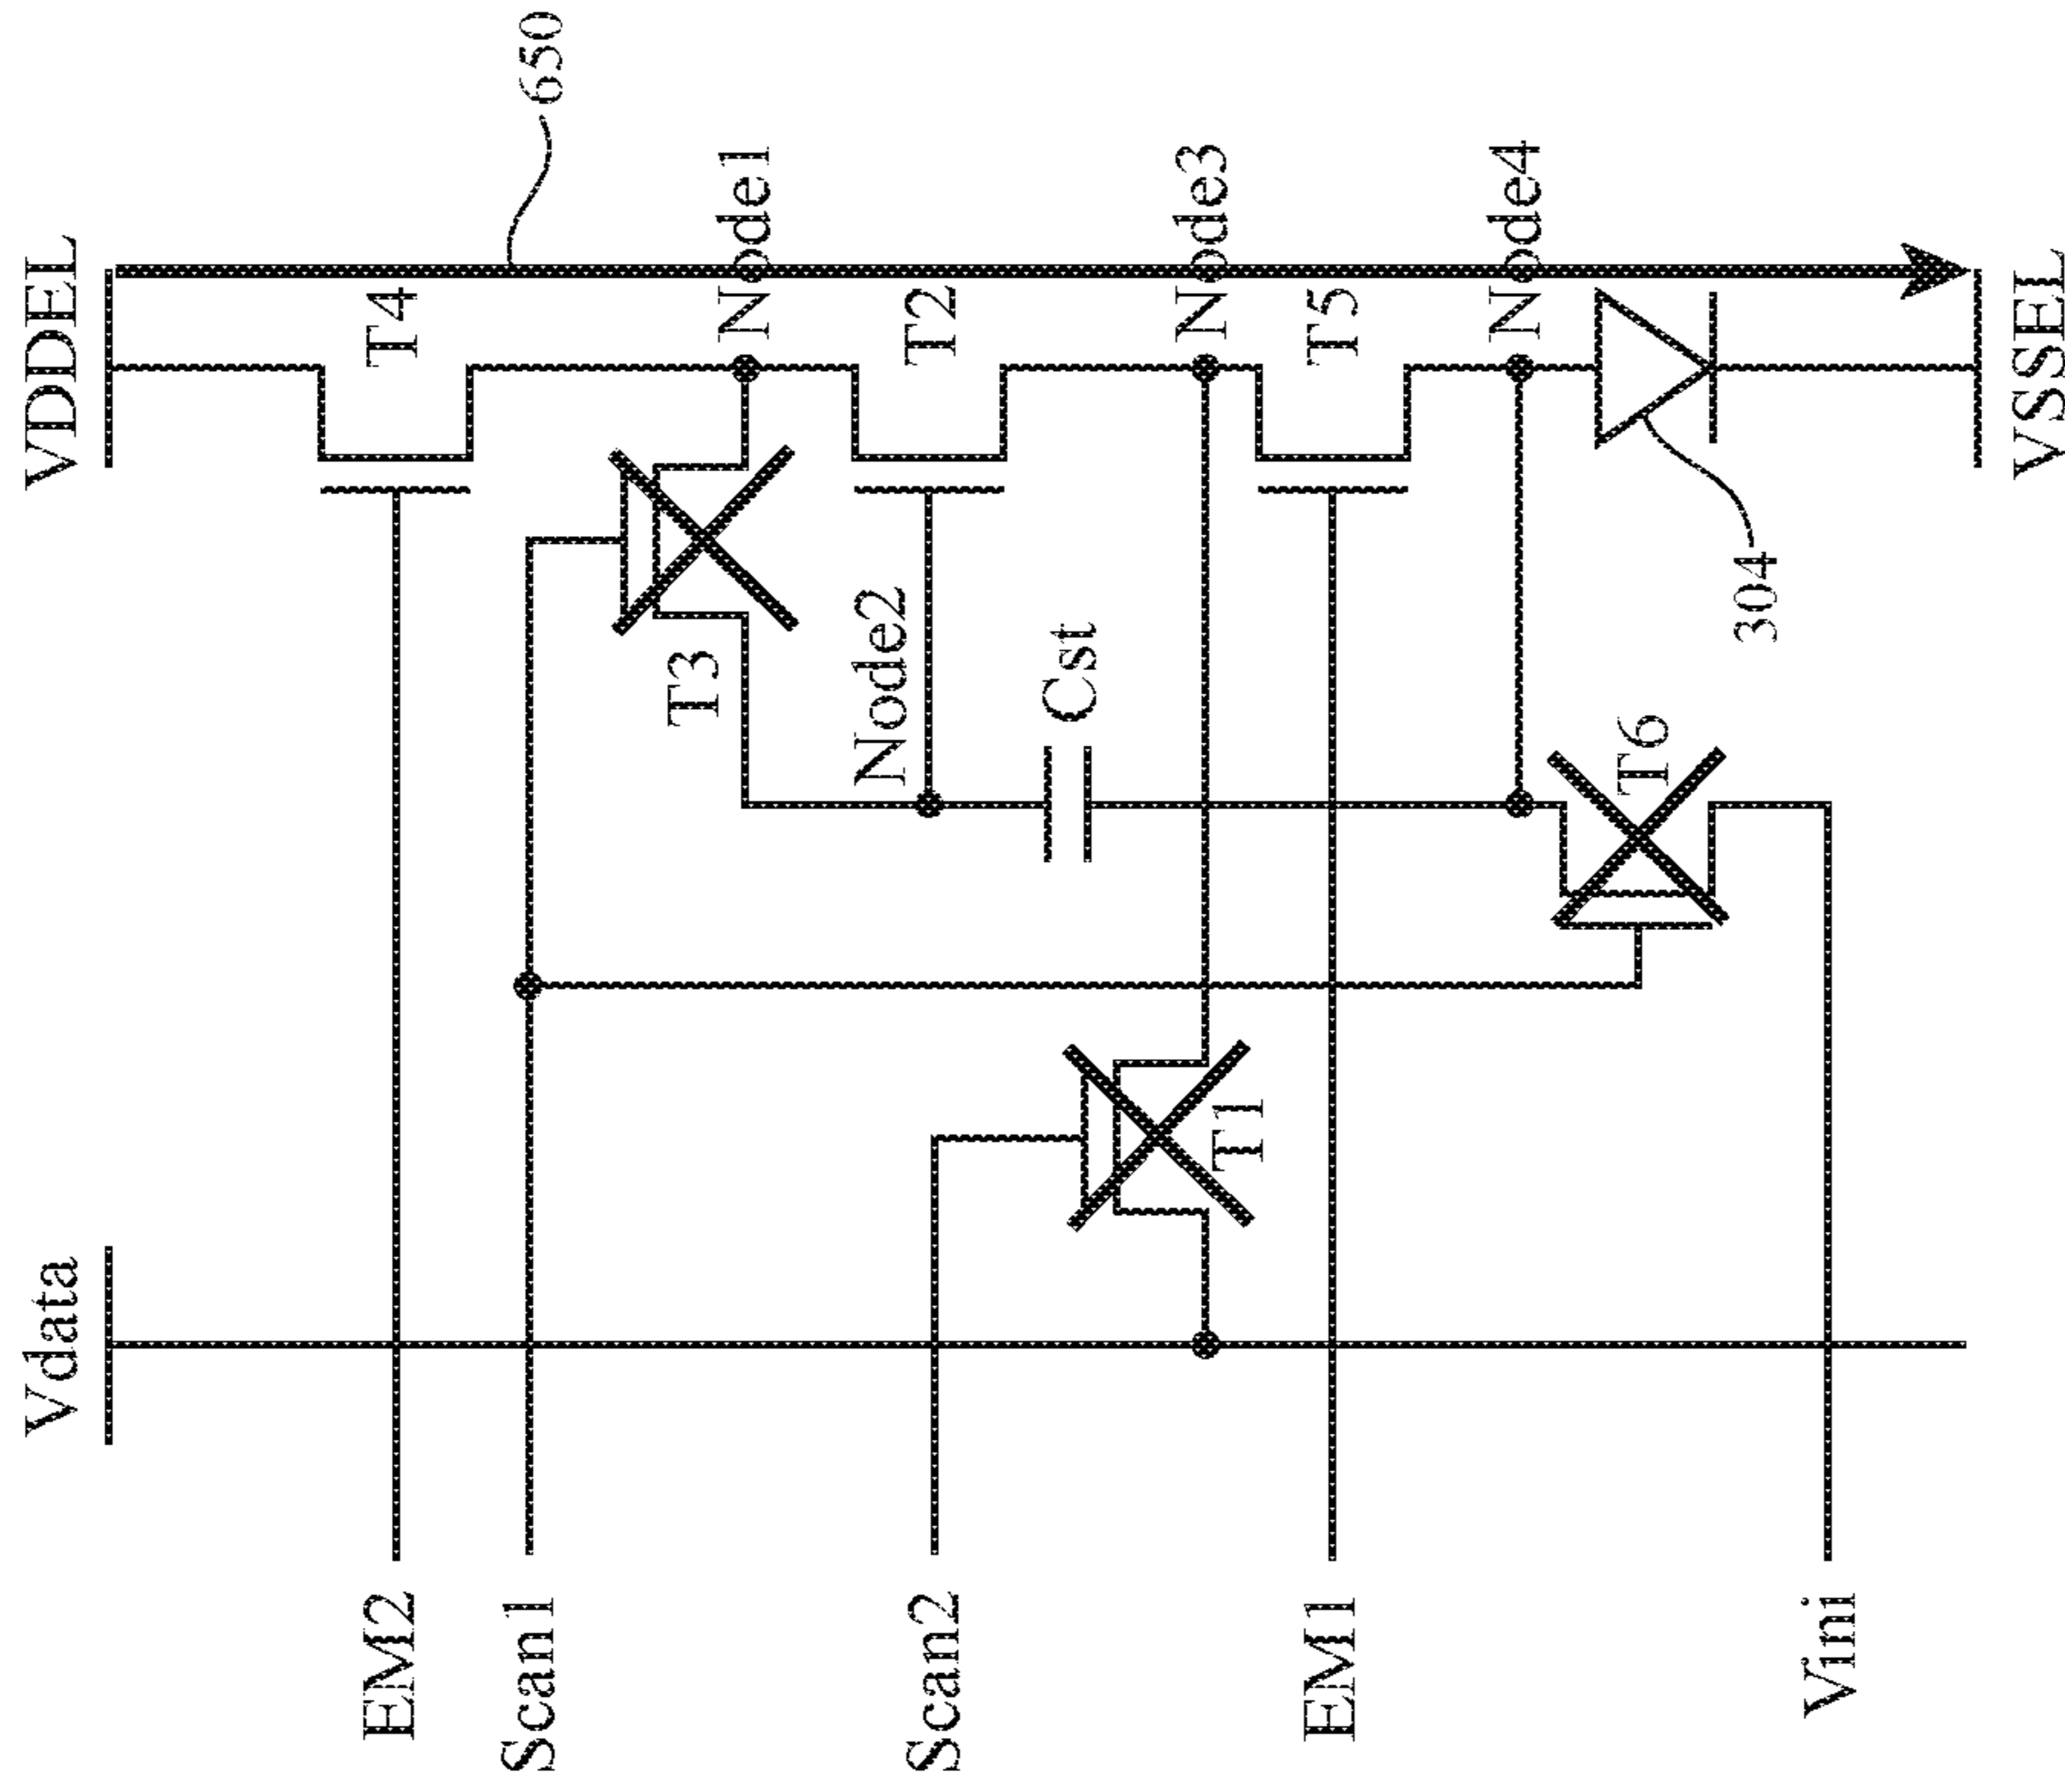 VDDEL
Vdata
650
T4
EM2
Scan1
Node1
T3
Node2
T2
Scan2
Cst
Node3
T1
T5
EM1
Node4
T6
304
Vini
VSSEL